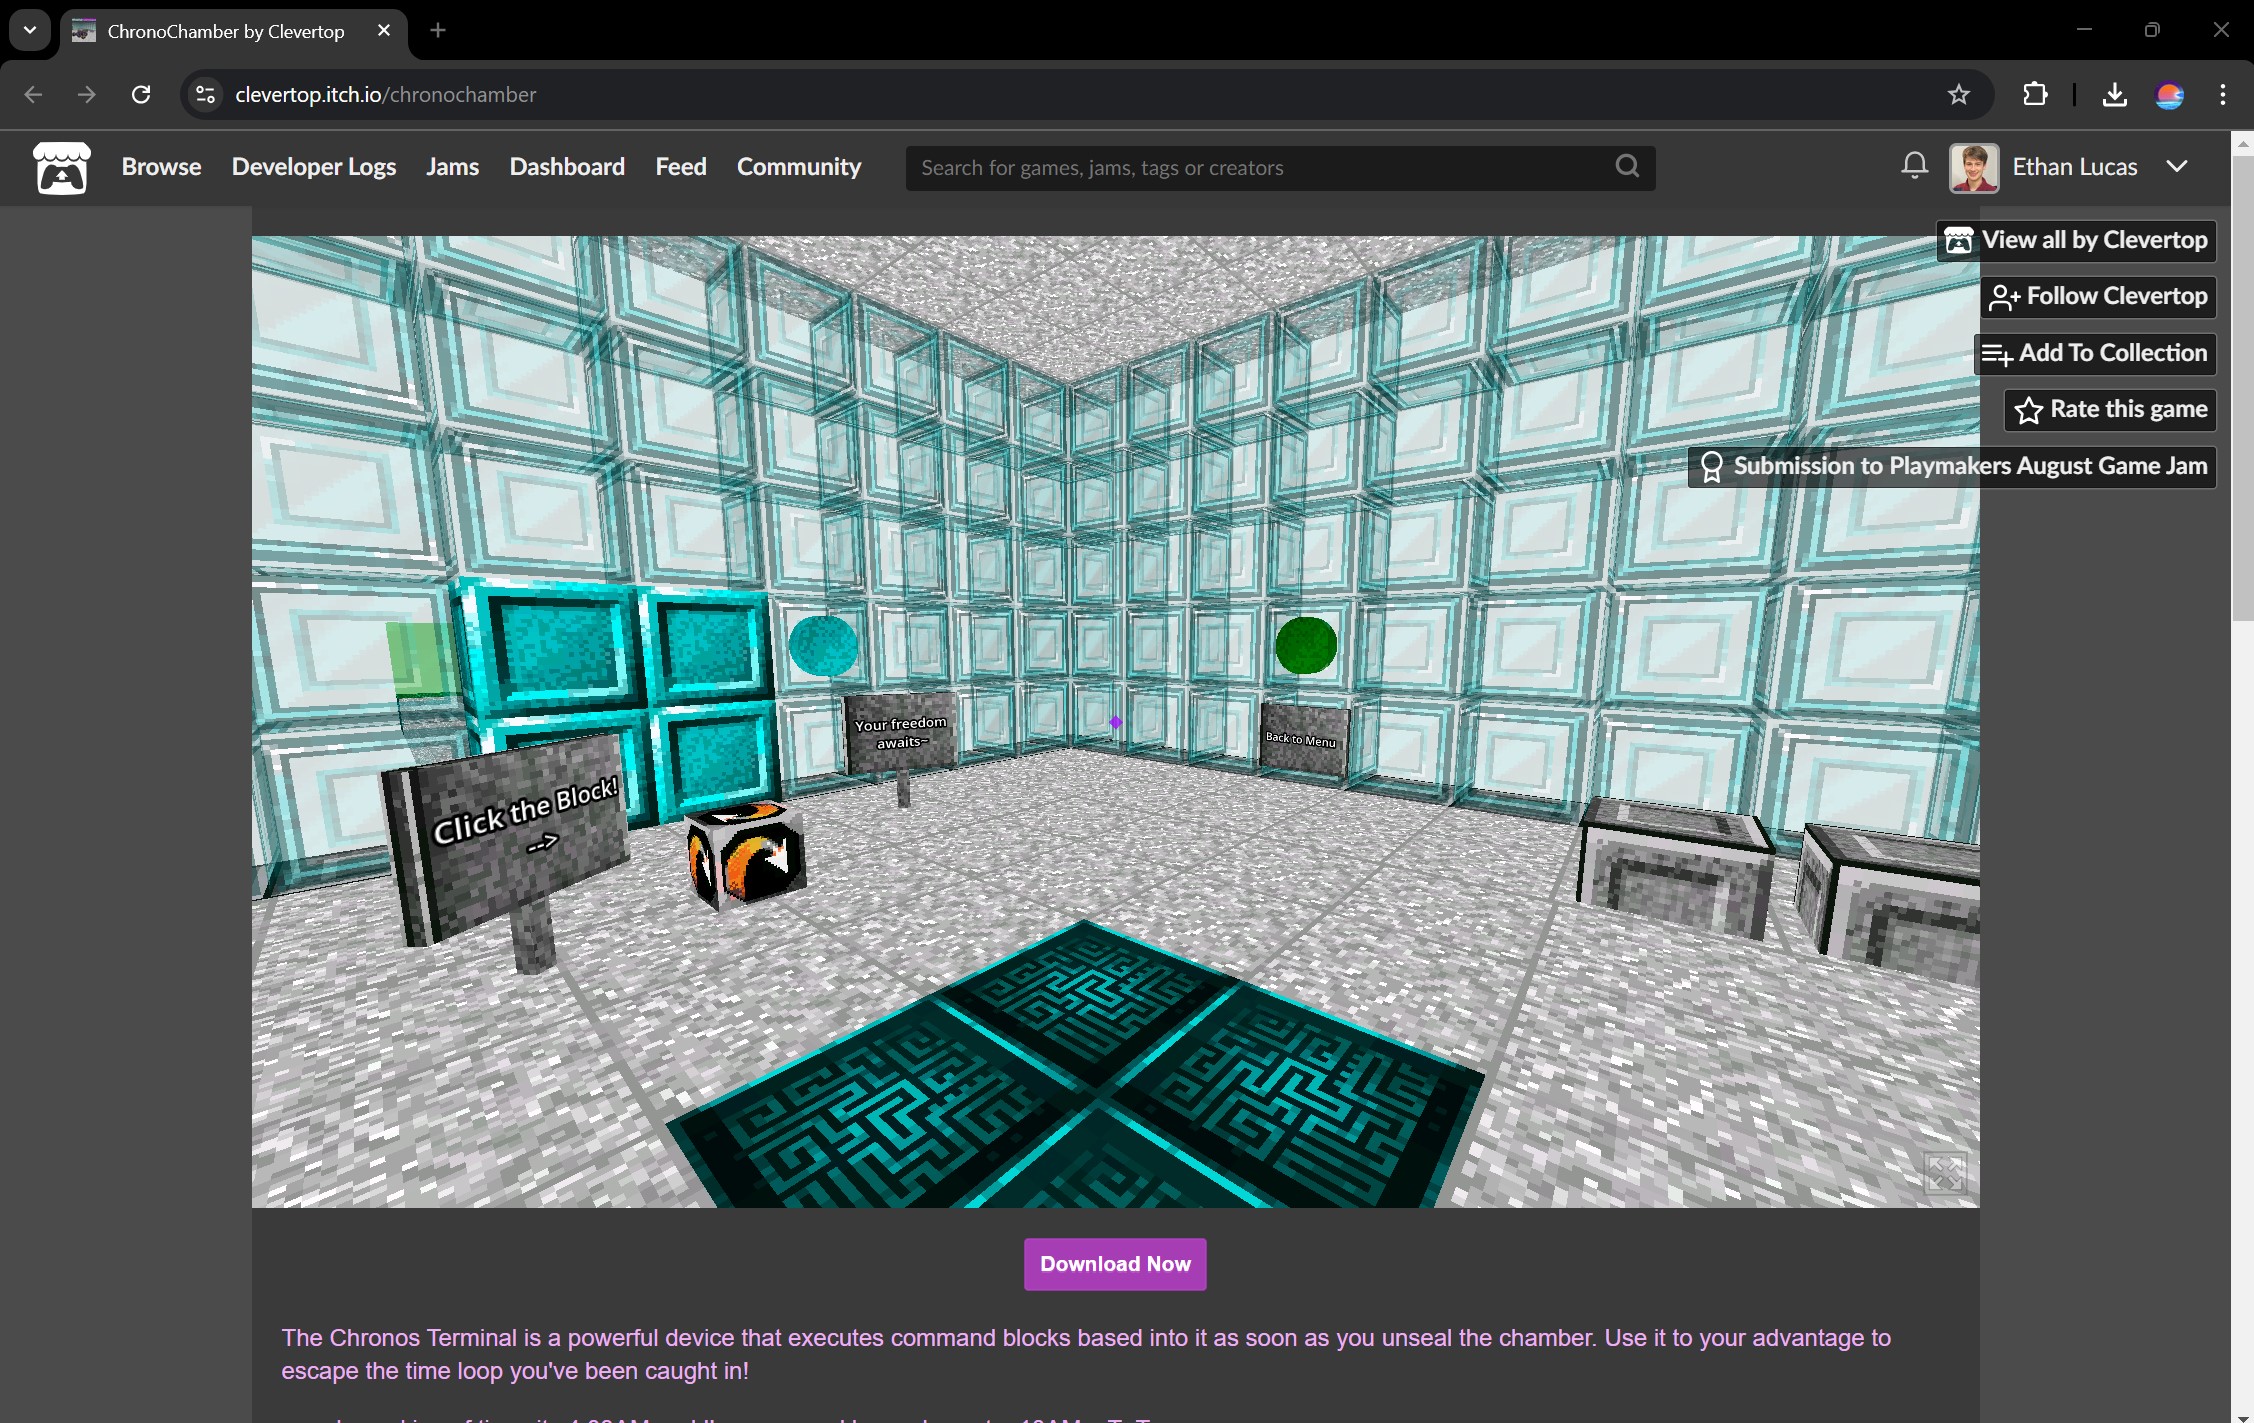 ChronoChamber by Clevertop
clevertop.itch.io/chronochamber
Browse Developer Logs Jams Dashboard Feed Community
Search for games, jams, tags or creators
Ethan Lucas
View all by Clevertop
Follow Clevertop
Add To Collection
Rate this game
Submission to Playmakers August Game Jam
Your freedom
awaits~
Back to Menu
Click the Block!
-->
Download Now
The Chronos Terminal is a powerful device that executes command blocks based into it as soon as you unseal the chamber. Use it to your advantage to
escape the time loop you've been caught in!